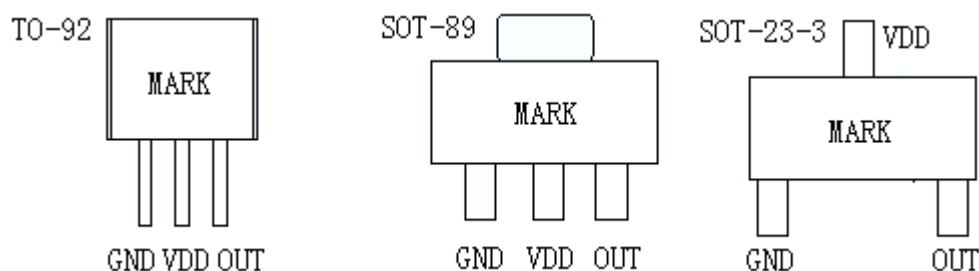 TO-92
MARK
GND VDD OUT
SOT-89
MARK
GND VDD OUT
SOT-23-3
VDD
MARK
GND OUT